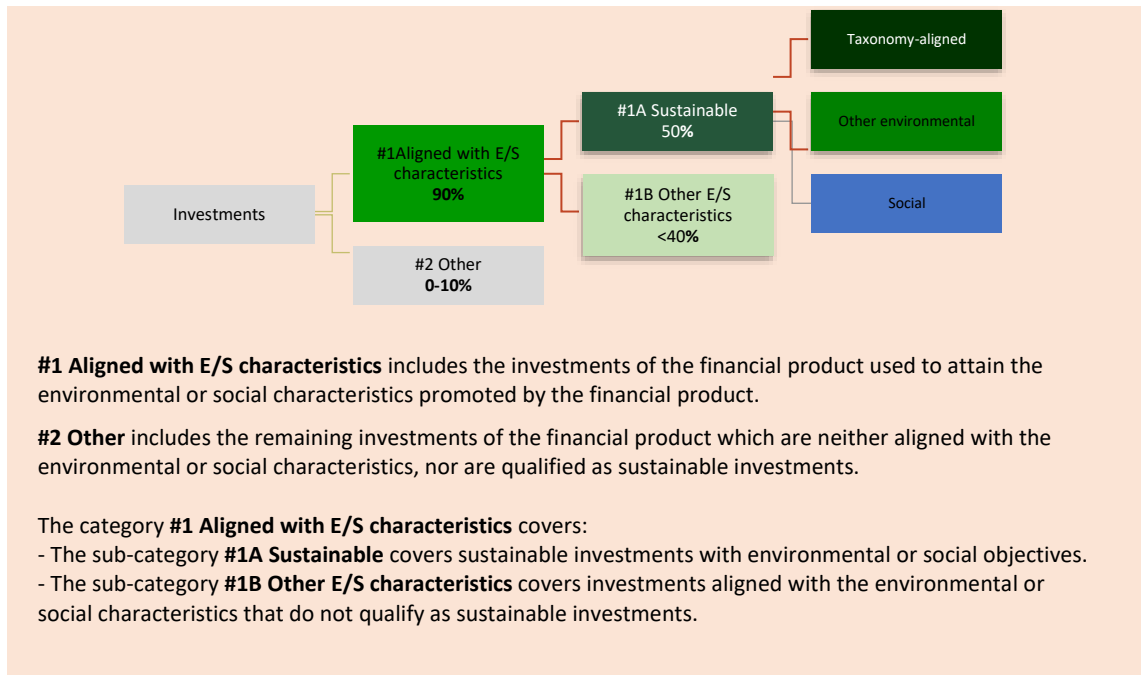 Taxonomy-aligned
#1A Sustainable
50%
Other environmental
#1Aligned with E/S
characteristics
90%
#1B Other E/S
characteristics
<40%
Social
Investments
#2 Other
0-10%
#1 Aligned with E/S characteristics includes the investments of the financial product used to attain the
environmental or social characteristics promoted by the financial product.
#2 Other includes the remaining investments of the financial product which are neither aligned with the
environmental or social characteristics, nor are qualified as sustainable investments.
The category #1 Aligned with E/S characteristics covers:
- The sub-category #1A Sustainable covers sustainable investments with environmental or social objectives.
- The sub-category #1B Other E/S characteristics covers investments aligned with the environmental or
social characteristics that do not qualify as sustainable investments.